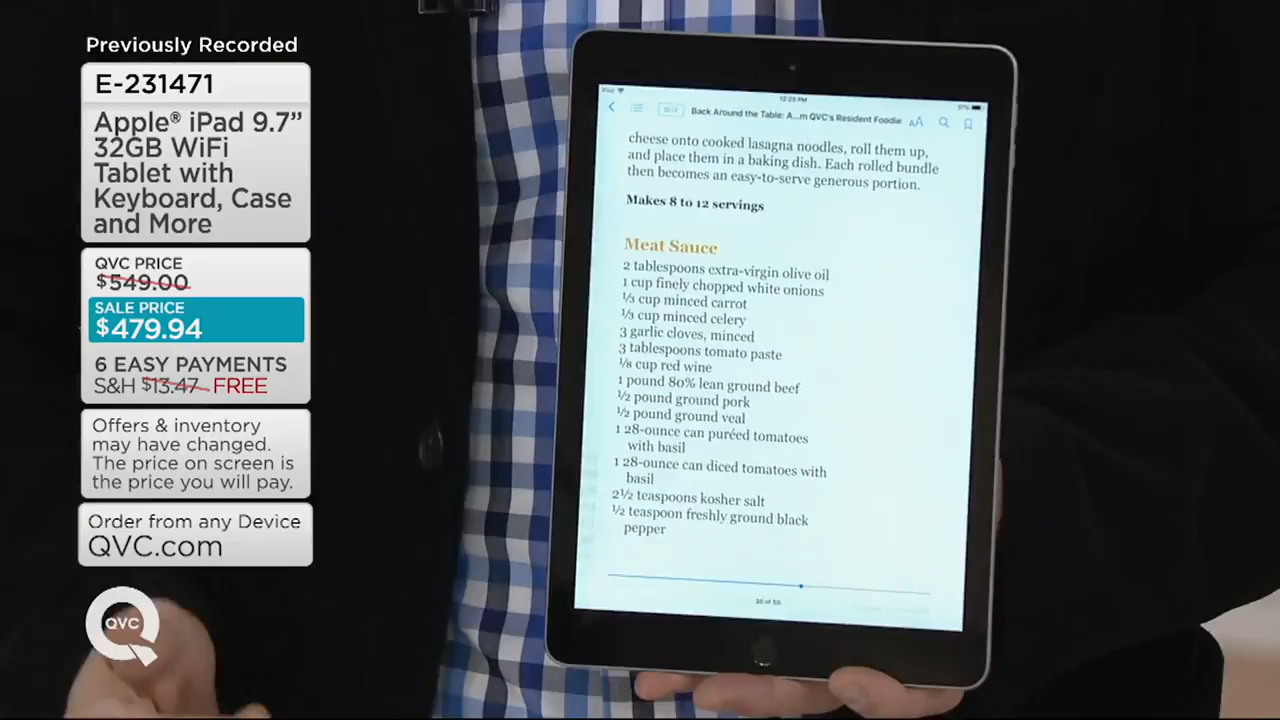 Previously Recorded
E-231471
Apple® iPad 9.7”
32GB WiFi
Tablet with
Keyboard, Case
and More
QVC PRICE
$549.00
SALE PRICE
$479.94
6 EASY PAYMENTS
S&H $13.47 FREE
Offers & inventory
may have changed.
The price on screen is
the price you will pay.
Order from any Device
QVC.com
QVC
iPad 12:25 PM 97%
BUY Back Around the Table: A...m QVC's Resident Foodie AA
cheese onto cooked lasagna noodles, roll them up,
and place them in a baking dish. Each rolled bundle
then becomes an easy-to-serve generous portion.
Makes 8 to 12 servings
Meat Sauce
2 tablespoons extra-virgin olive oil
1 cup finely chopped white onions
⅓ cup minced carrot
⅓ cup minced celery
3 garlic cloves, minced
3 tablespoons tomato paste
⅛ cup red wine
1 pound 80% lean ground beef
½ pound ground pork
½ pound ground veal
1 28-ounce can puréed tomatoes
with basil
1 28-ounce can diced tomatoes with
basil
2½ teaspoons kosher salt
½ teaspoon freshly ground black
pepper